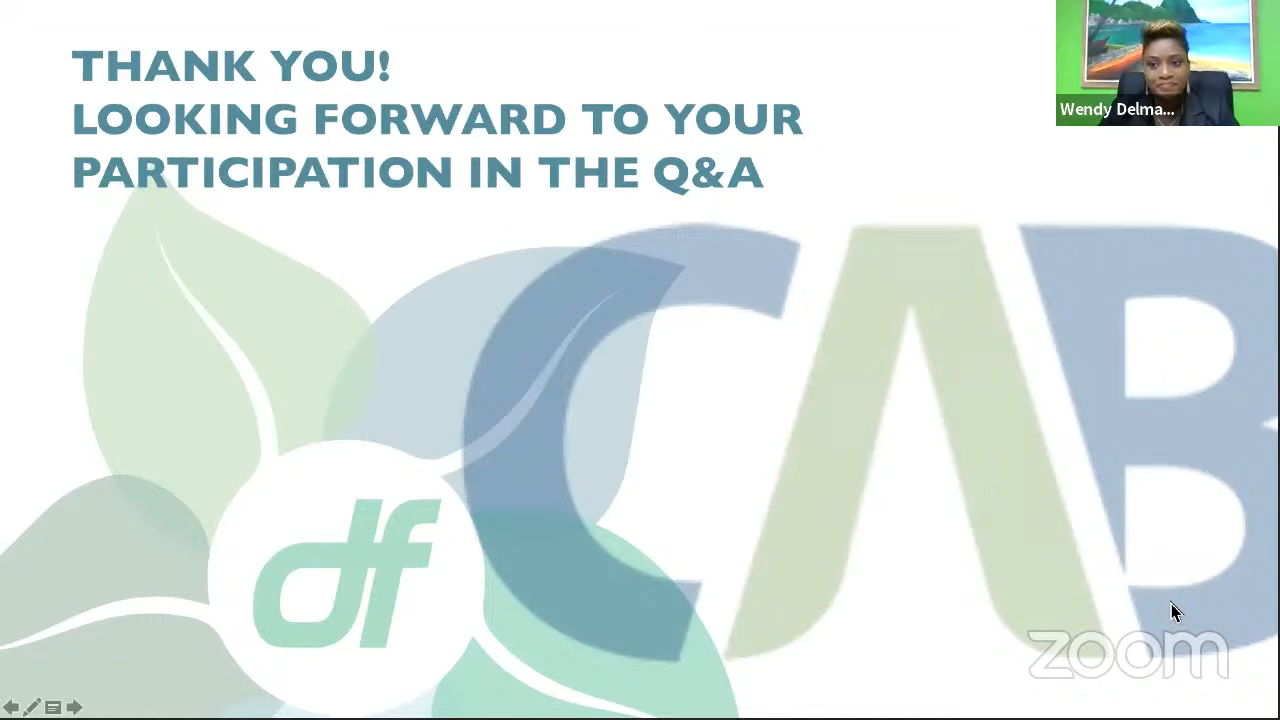 THANK YOU!
LOOKING FORWARD TO YOUR
PARTICIPATION IN THE Q&A
Wendy Delma...
df
CAB
zoom